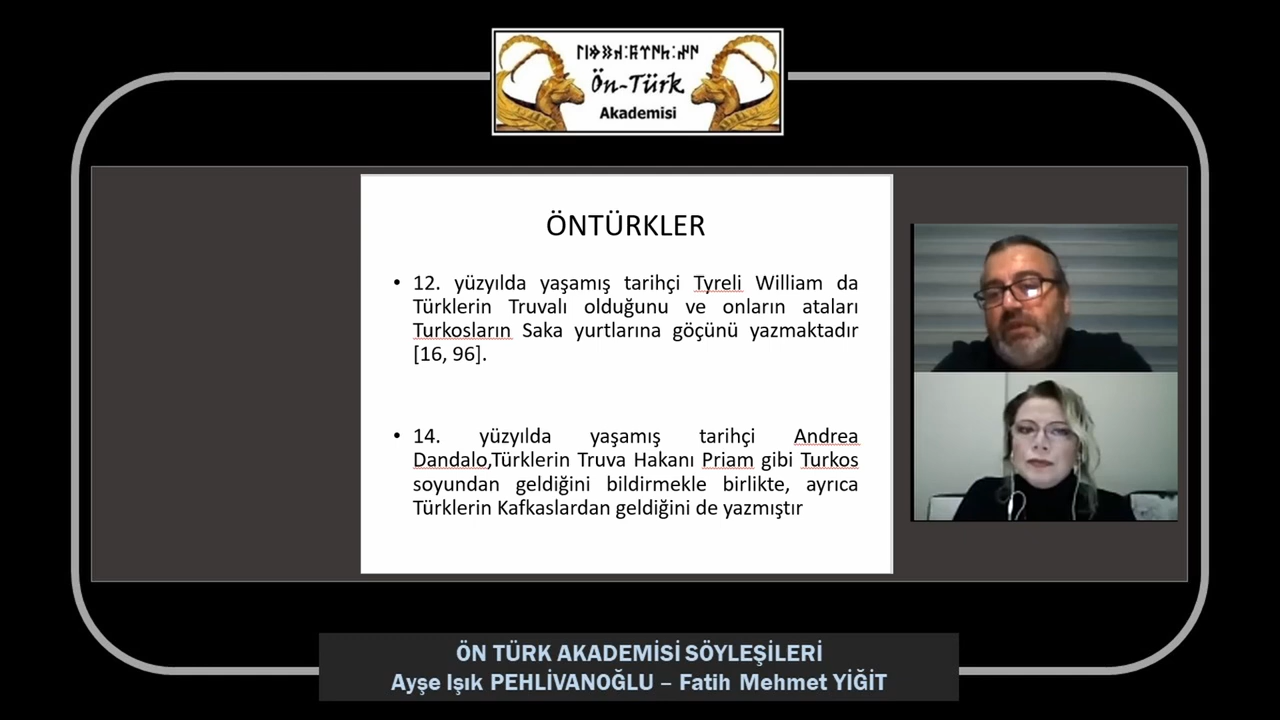 Ön-Türk
Akademisi
ÖNTÜRKLER
• 12. yüzyılda yaşamış tarihçi Tyreli William da
Türklerin Truvalı olduğunu ve onların ataları
Turkosların Saka yurtlarına göçünü yazmaktadır
[16, 96].
• 14. yüzyılda yaşamış tarihçi Andrea
Dandalo,Türklerin Truva Hakanı Priam gibi Turkos
soyundan geldiğini bildirmekle birlikte, ayrıca
Türklerin Kafkaslardan geldiğini de yazmıştır
ÖN TÜRK AKADEMİSİ SÖYLEŞİLERİ
Ayşe Işık PEHLİVANOĞLU – Fatih Mehmet YİĞİT